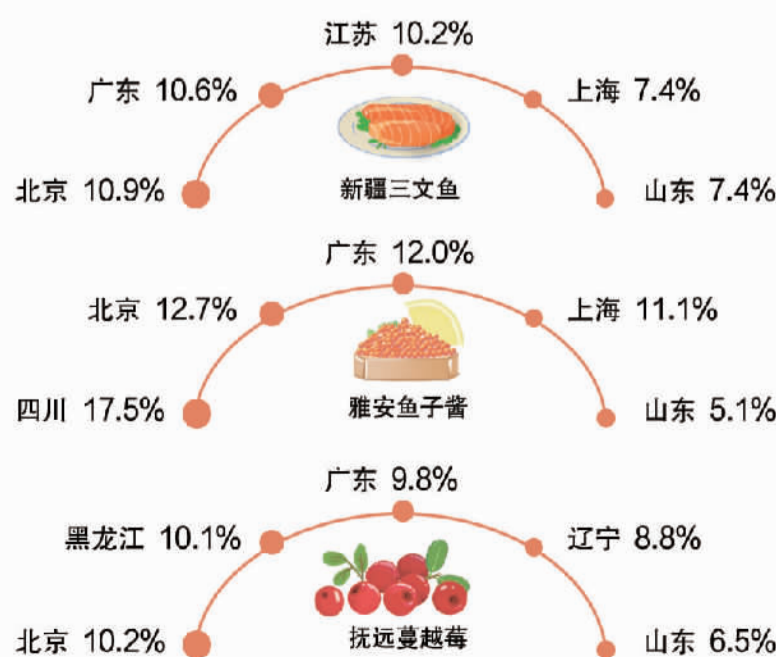 江苏 10.2%
广东 10.6%
上海 7.4%
北京 10.9%
新疆三文鱼
山东 7.4%
广东 12.0%
北京 12.7%
上海 11.1%
四川 17.5%
雅安鱼子酱
山东 5.1%
广东 9.8%
黑龙江 10.1%
辽宁 8.8%
北京 10.2%
抚远蔓越莓
山东 6.5%